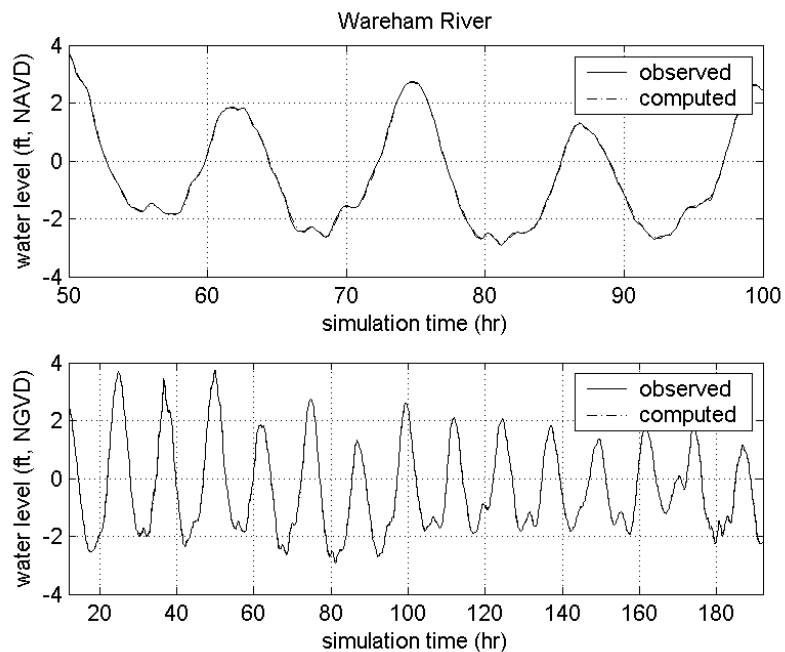 Wareham River
4
2
0
-2
-4
water level (ft, NAVD)
observed
computed
50
60
70
80
90
100
simulation time (hr)
4
2
0
-2
-4
water level (ft, NGVD)
observed
computed
20
40
60
80
100
120
140
160
180
simulation time (hr)